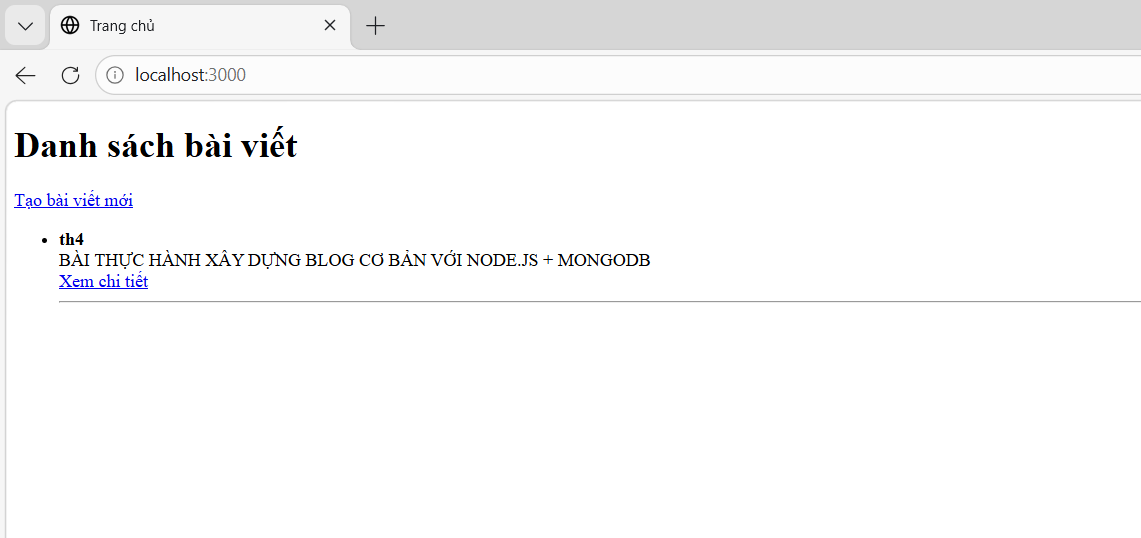 Trang chủ
localhost:3000
Danh sách bài viết
Tạo bài viết mới
th4
BÀI THỰC HÀNH XÂY DỰNG BLOG CƠ BẢN VỚI NODE.JS + MONGODB
Xem chi tiết